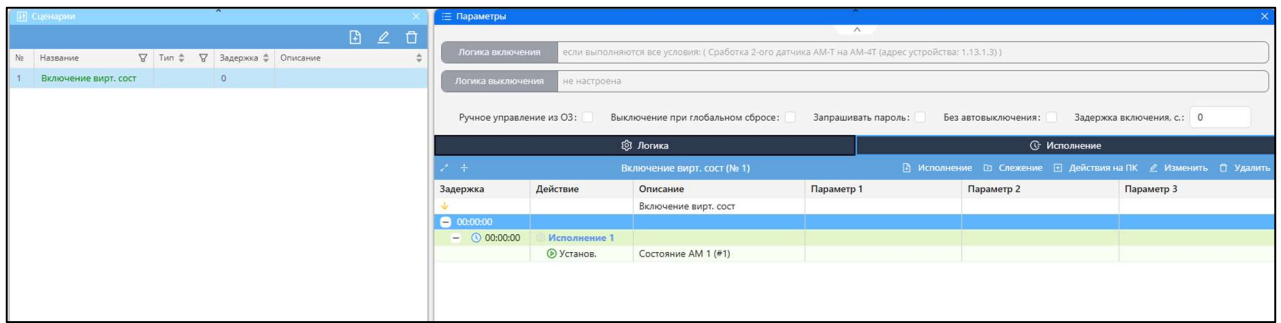 Сценарии
№ Название Тип Задержка Описание
1 Включение вирт. сост 0
Параметры
Логика включения если выполняются все условия: ( Сработка 2-ого датчика АМ-Т на АМ-4Т (адрес устройства: 1.13.1.3) )
Логика выключения не настроена
Ручное управление из ОЗ: Выключение при глобальном сбросе: Запрашивать пароль: Без автовыключения: Задержка включения, с.: 0
Логика Исполнение
Включение вирт. сост (№ 1) Исполнение Слежение Действия на ПК Изменить Удалить
Задержка Действие Описание Параметр 1 Параметр 2 Параметр 3
Включение вирт. сост
00:00:00
00:00:00 Исполнение 1
Установ. Состояние АМ 1 (#1)